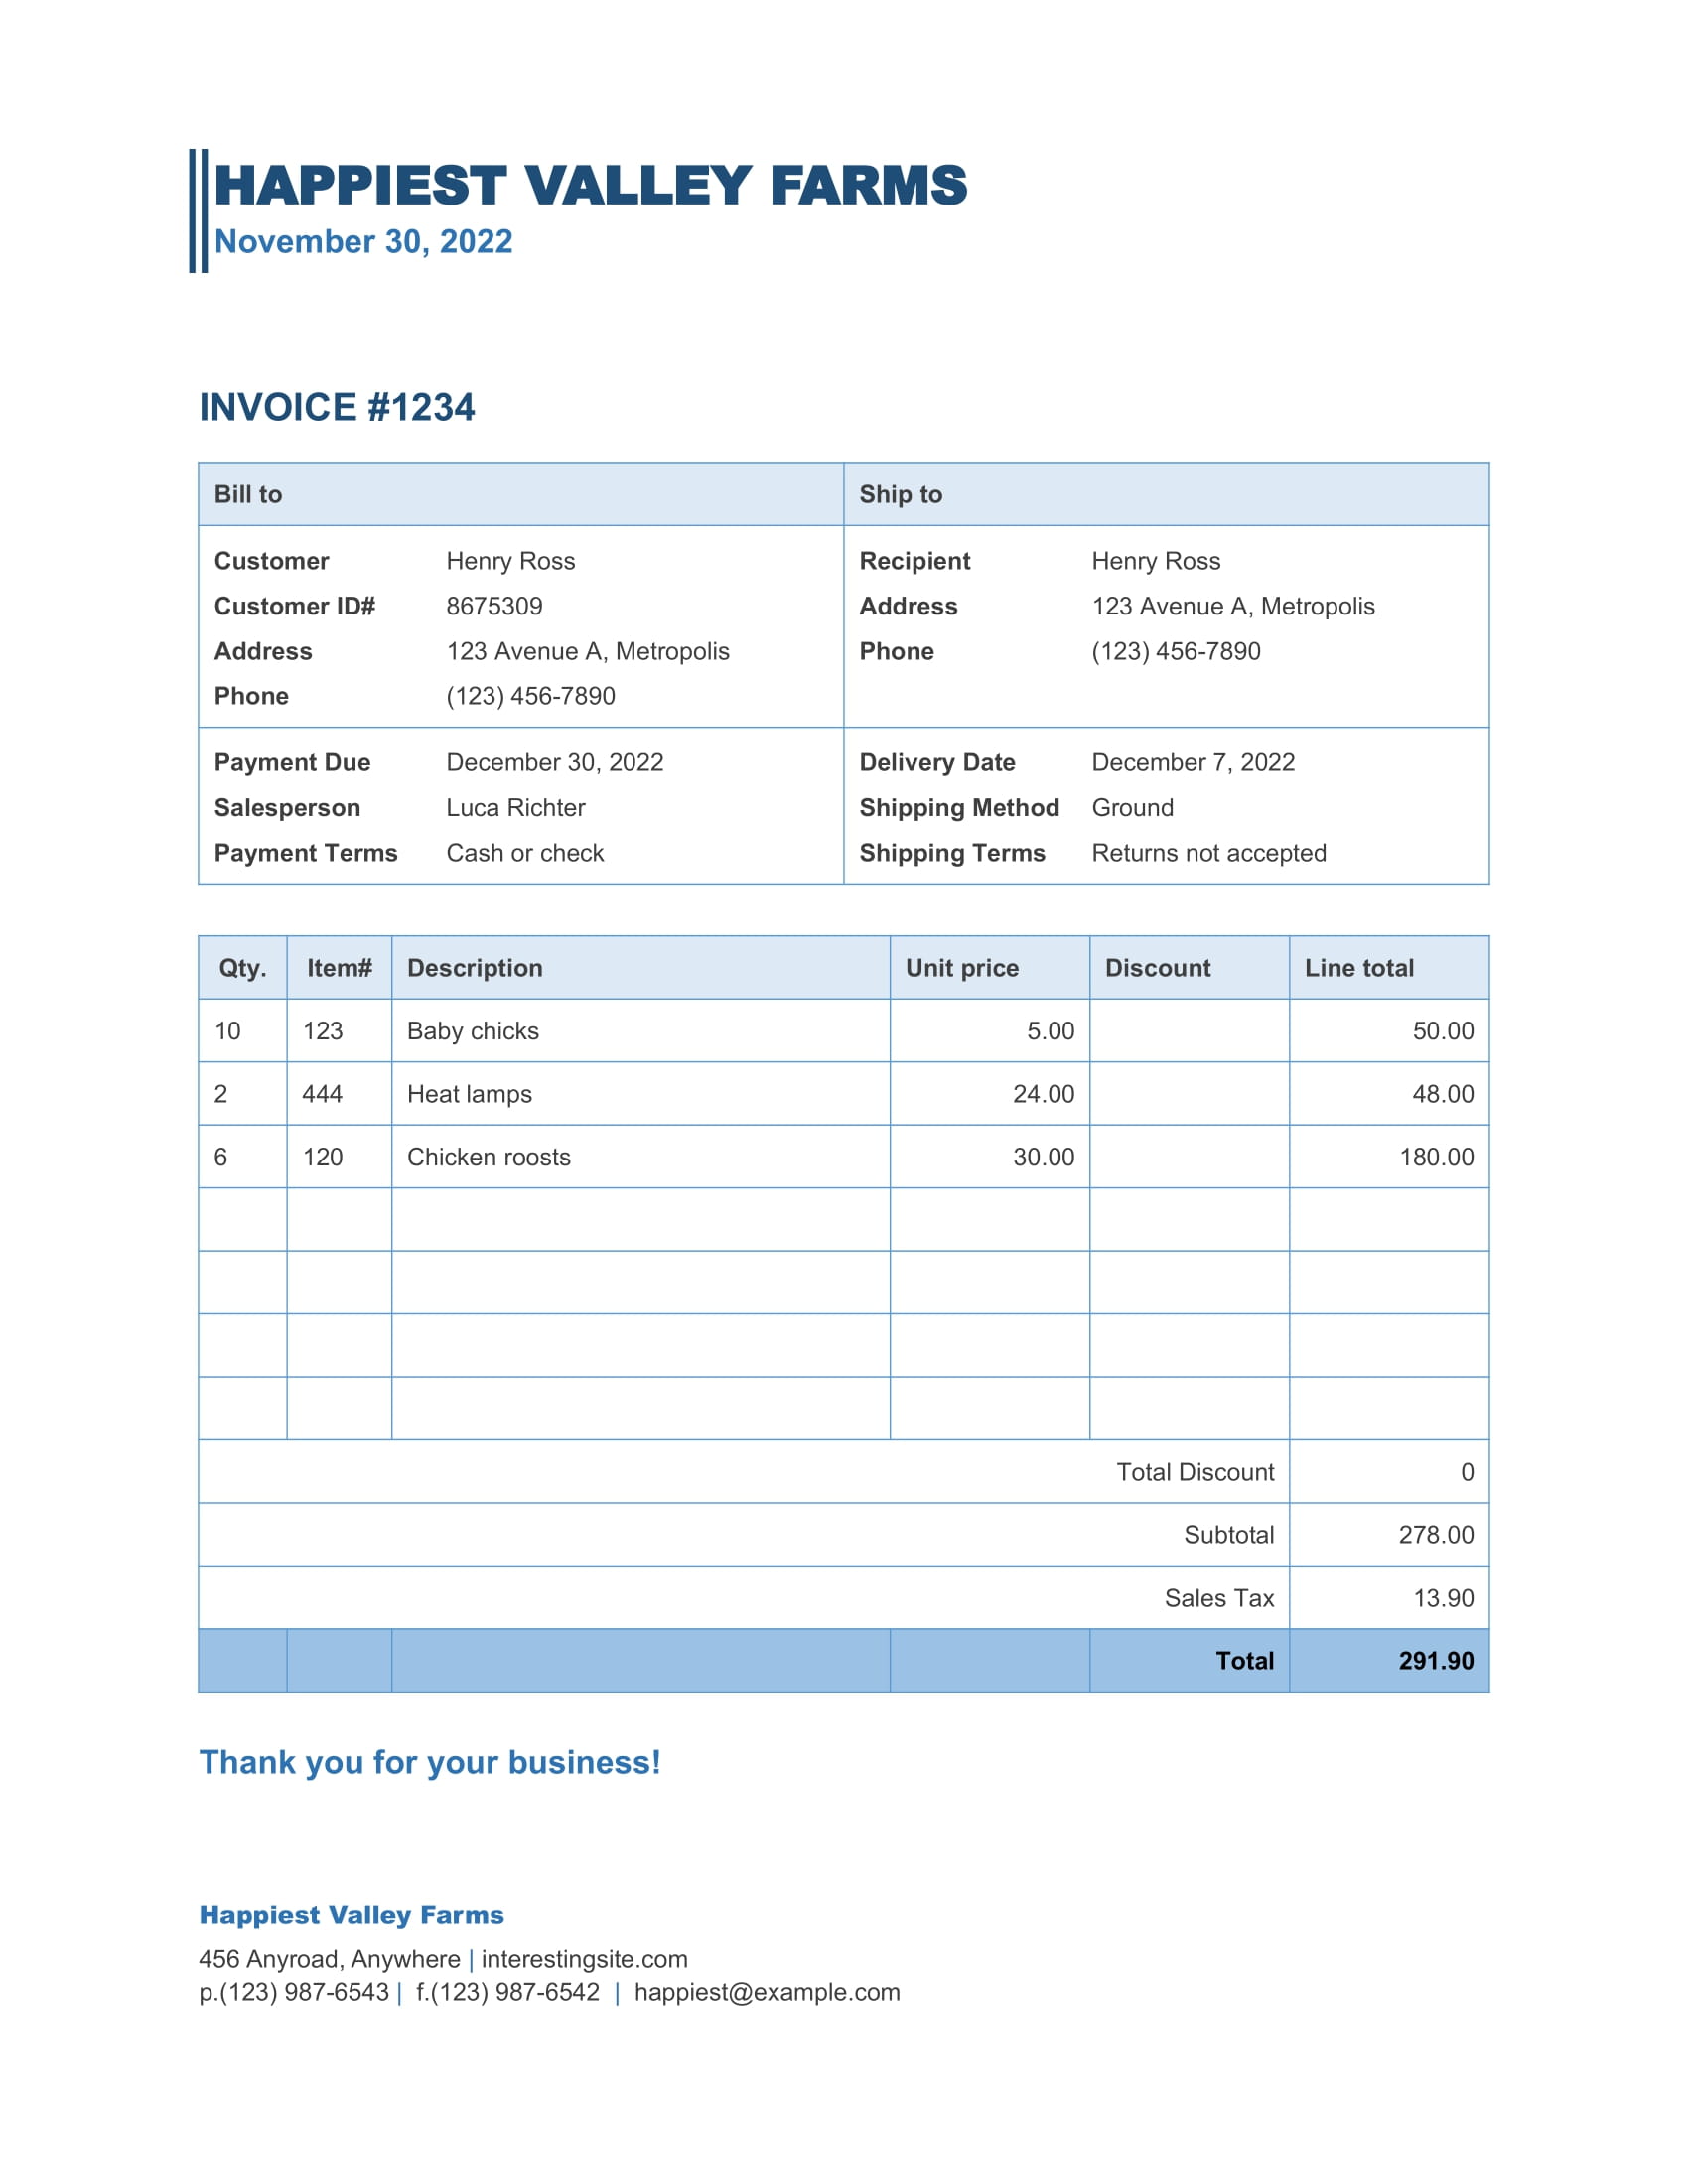 HAPPIEST VALLEY FARMS
November 30, 2022
INVOICE #1234
Bill to Ship to
Customer Henry Ross Recipient Henry Ross
Customer ID# 8675309 Address 123 Avenue A, Metropolis
Address 123 Avenue A, Metropolis Phone (123) 456-7890
Phone (123) 456-7890
Payment Due December 30, 2022 Delivery Date December 7, 2022
Salesperson Luca Richter Shipping Method Ground
Payment Terms Cash or check Shipping Terms Returns not accepted
Qty. Item# Description Unit price Discount Line total
10 123 Baby chicks 5.00 50.00
2 444 Heat lamps 24.00 48.00
6 120 Chicken roosts 30.00 180.00
Total Discount 0
Subtotal 278.00
Sales Tax 13.90
Total 291.90
Thank you for your business!
Happiest Valley Farms
456 Anyroad, Anywhere | interestingsite.com
p.(123) 987-6543 | f.(123) 987-6542 | happiest@example.com